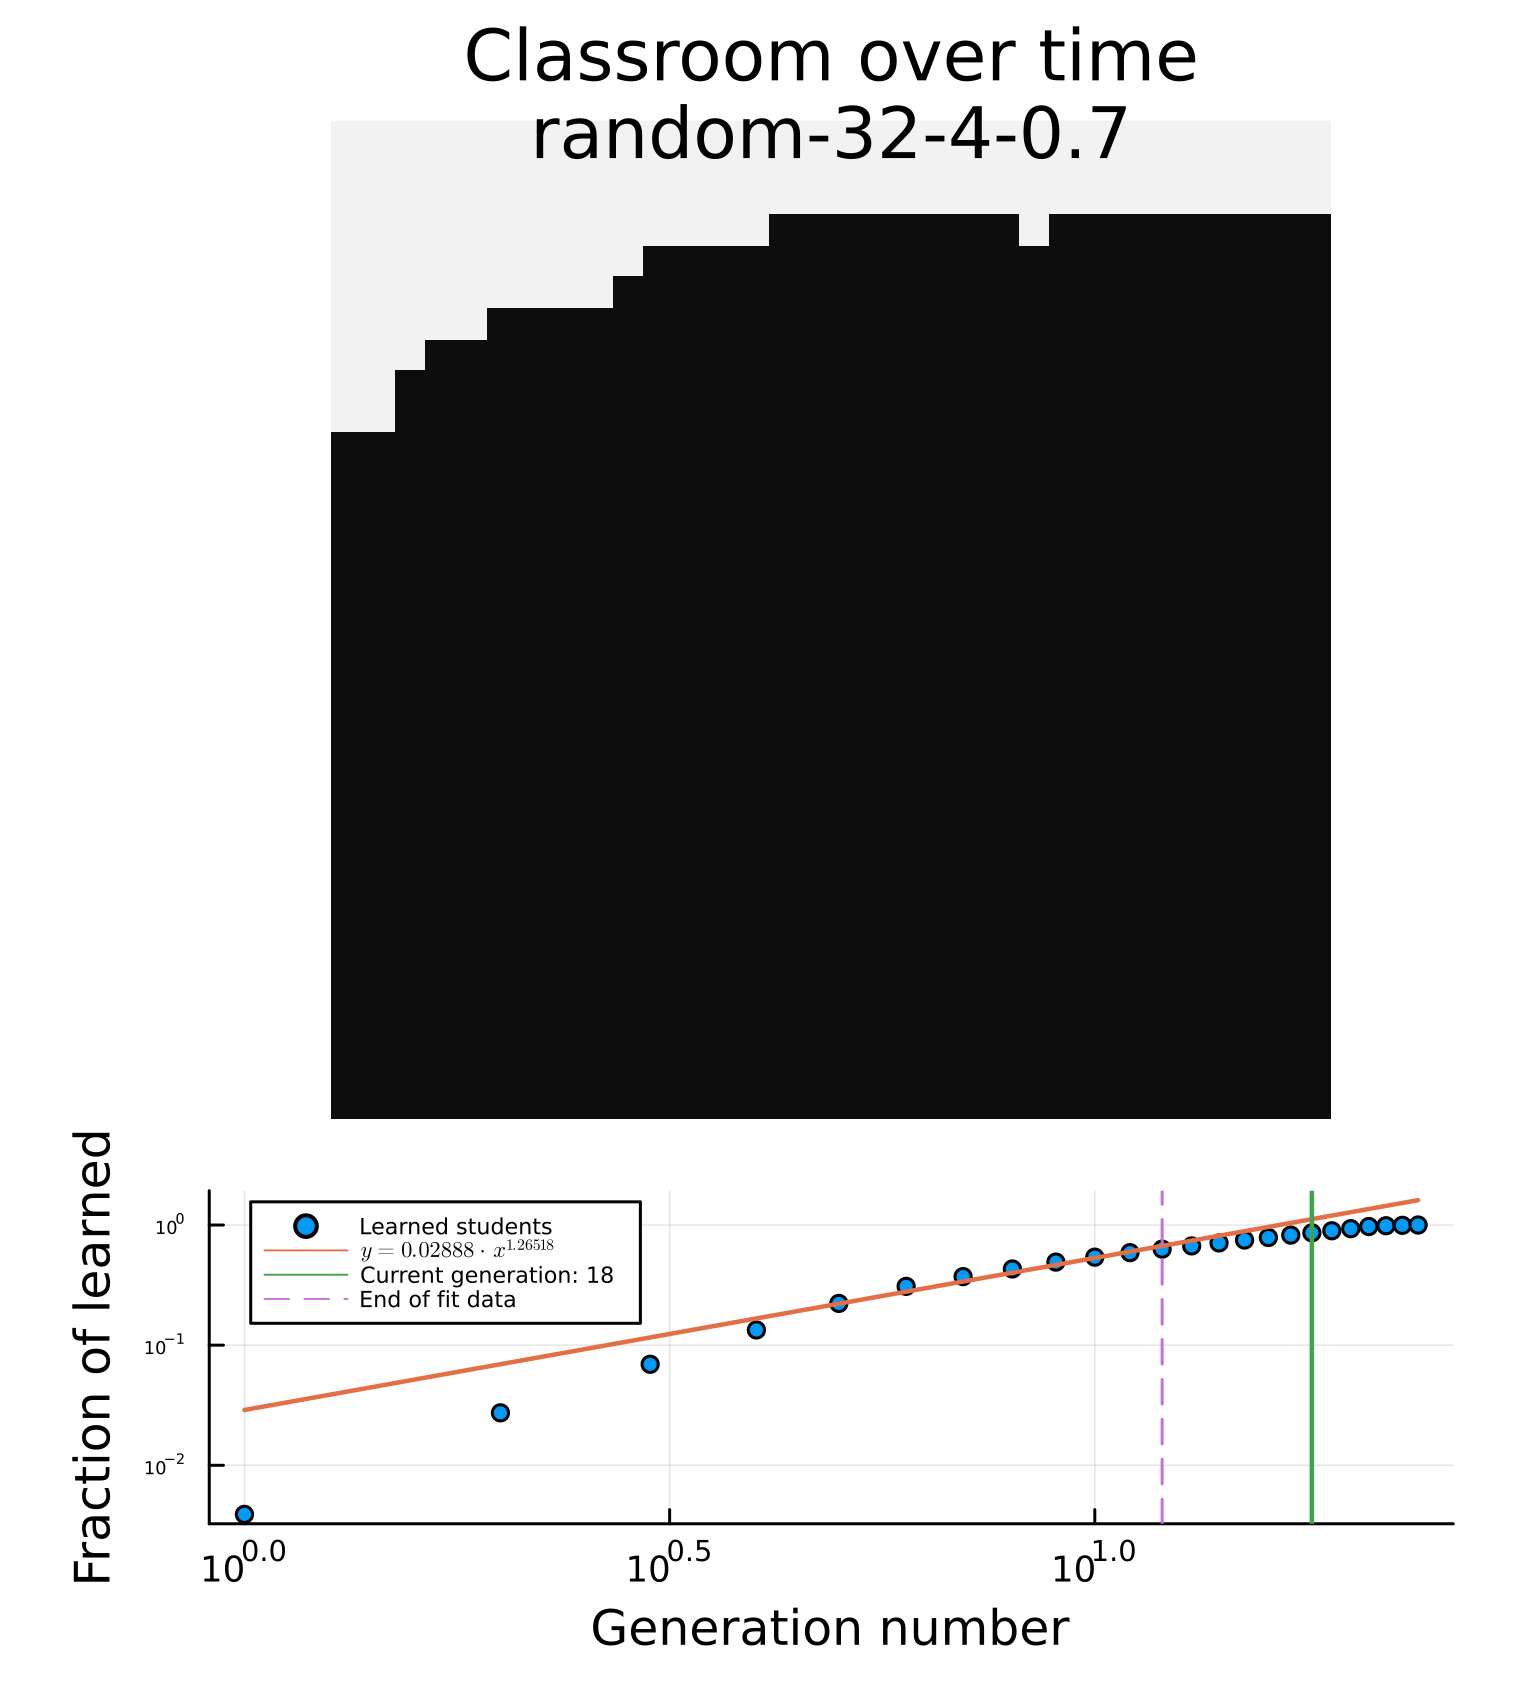 Classroom over time
random-32-4-0.7
Fraction of learned
10^0
10^−1
10^−2
Learned students
y = 0.02888 · x^1.26518
Current generation: 18
End of fit data
10^0.0
10^0.5
10^1.0
Generation number